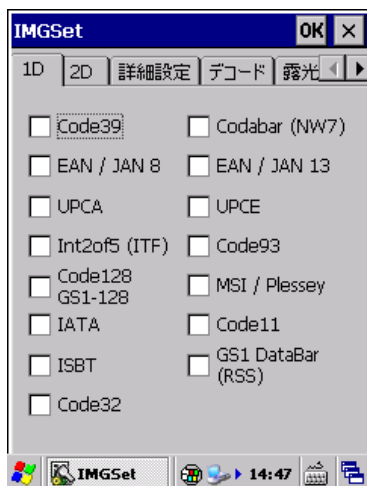 IMGSet OK
1D 2D 詳細設定 デコード 露光
Code39 Codabar (NW7)
EAN / JAN 8 EAN / JAN 13
UPCA UPCE
Int2of5 (ITF) Code93
Code128
GS1-128
MSI / Plessey
IATA Code11
ISBT
GS1 DataBar
(RSS)
Code32
IMGSet 14:47